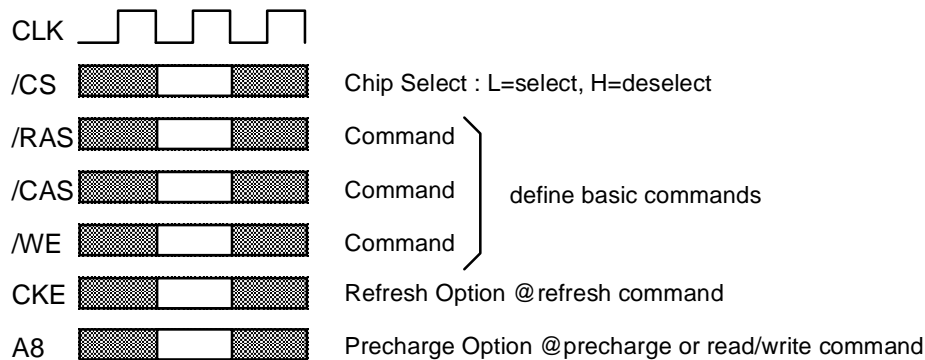 CLK
/CS Chip Select : L=select, H=deselect
/RAS Command
/CAS Command define basic commands
/WE Command
CKE Refresh Option @refresh command
A8 Precharge Option @precharge or read/write command